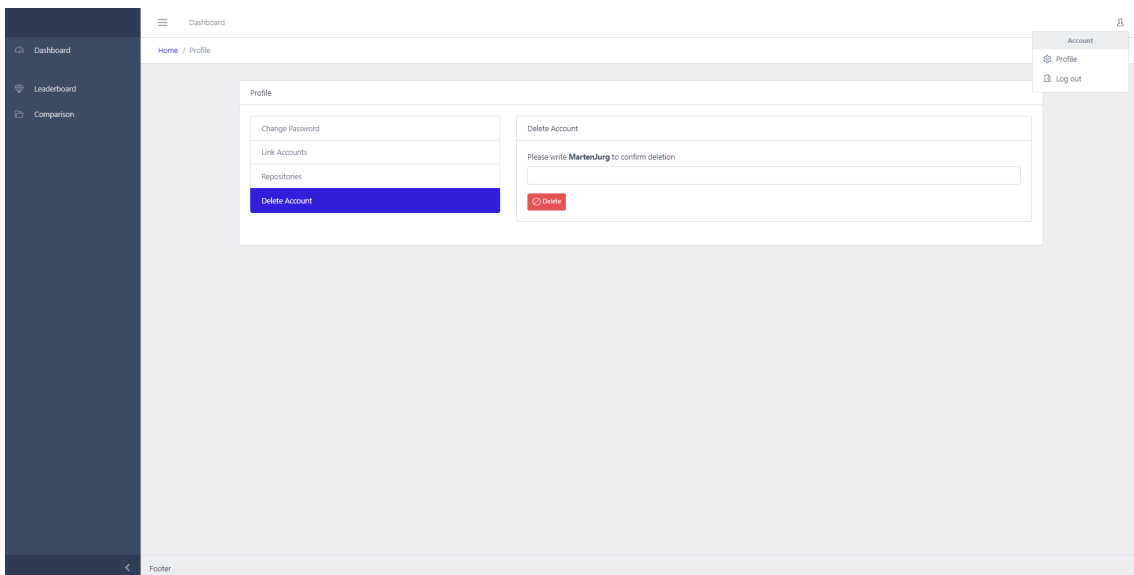 Dashboard
Account
Dashboard
Home / Profile
Profile
Log out
Leaderboard
Comparison
Profile
Change Password
Link Accounts
Repositories
Delete Account
Delete Account
Please write MartenJurg to confirm deletion
Delete
Footer